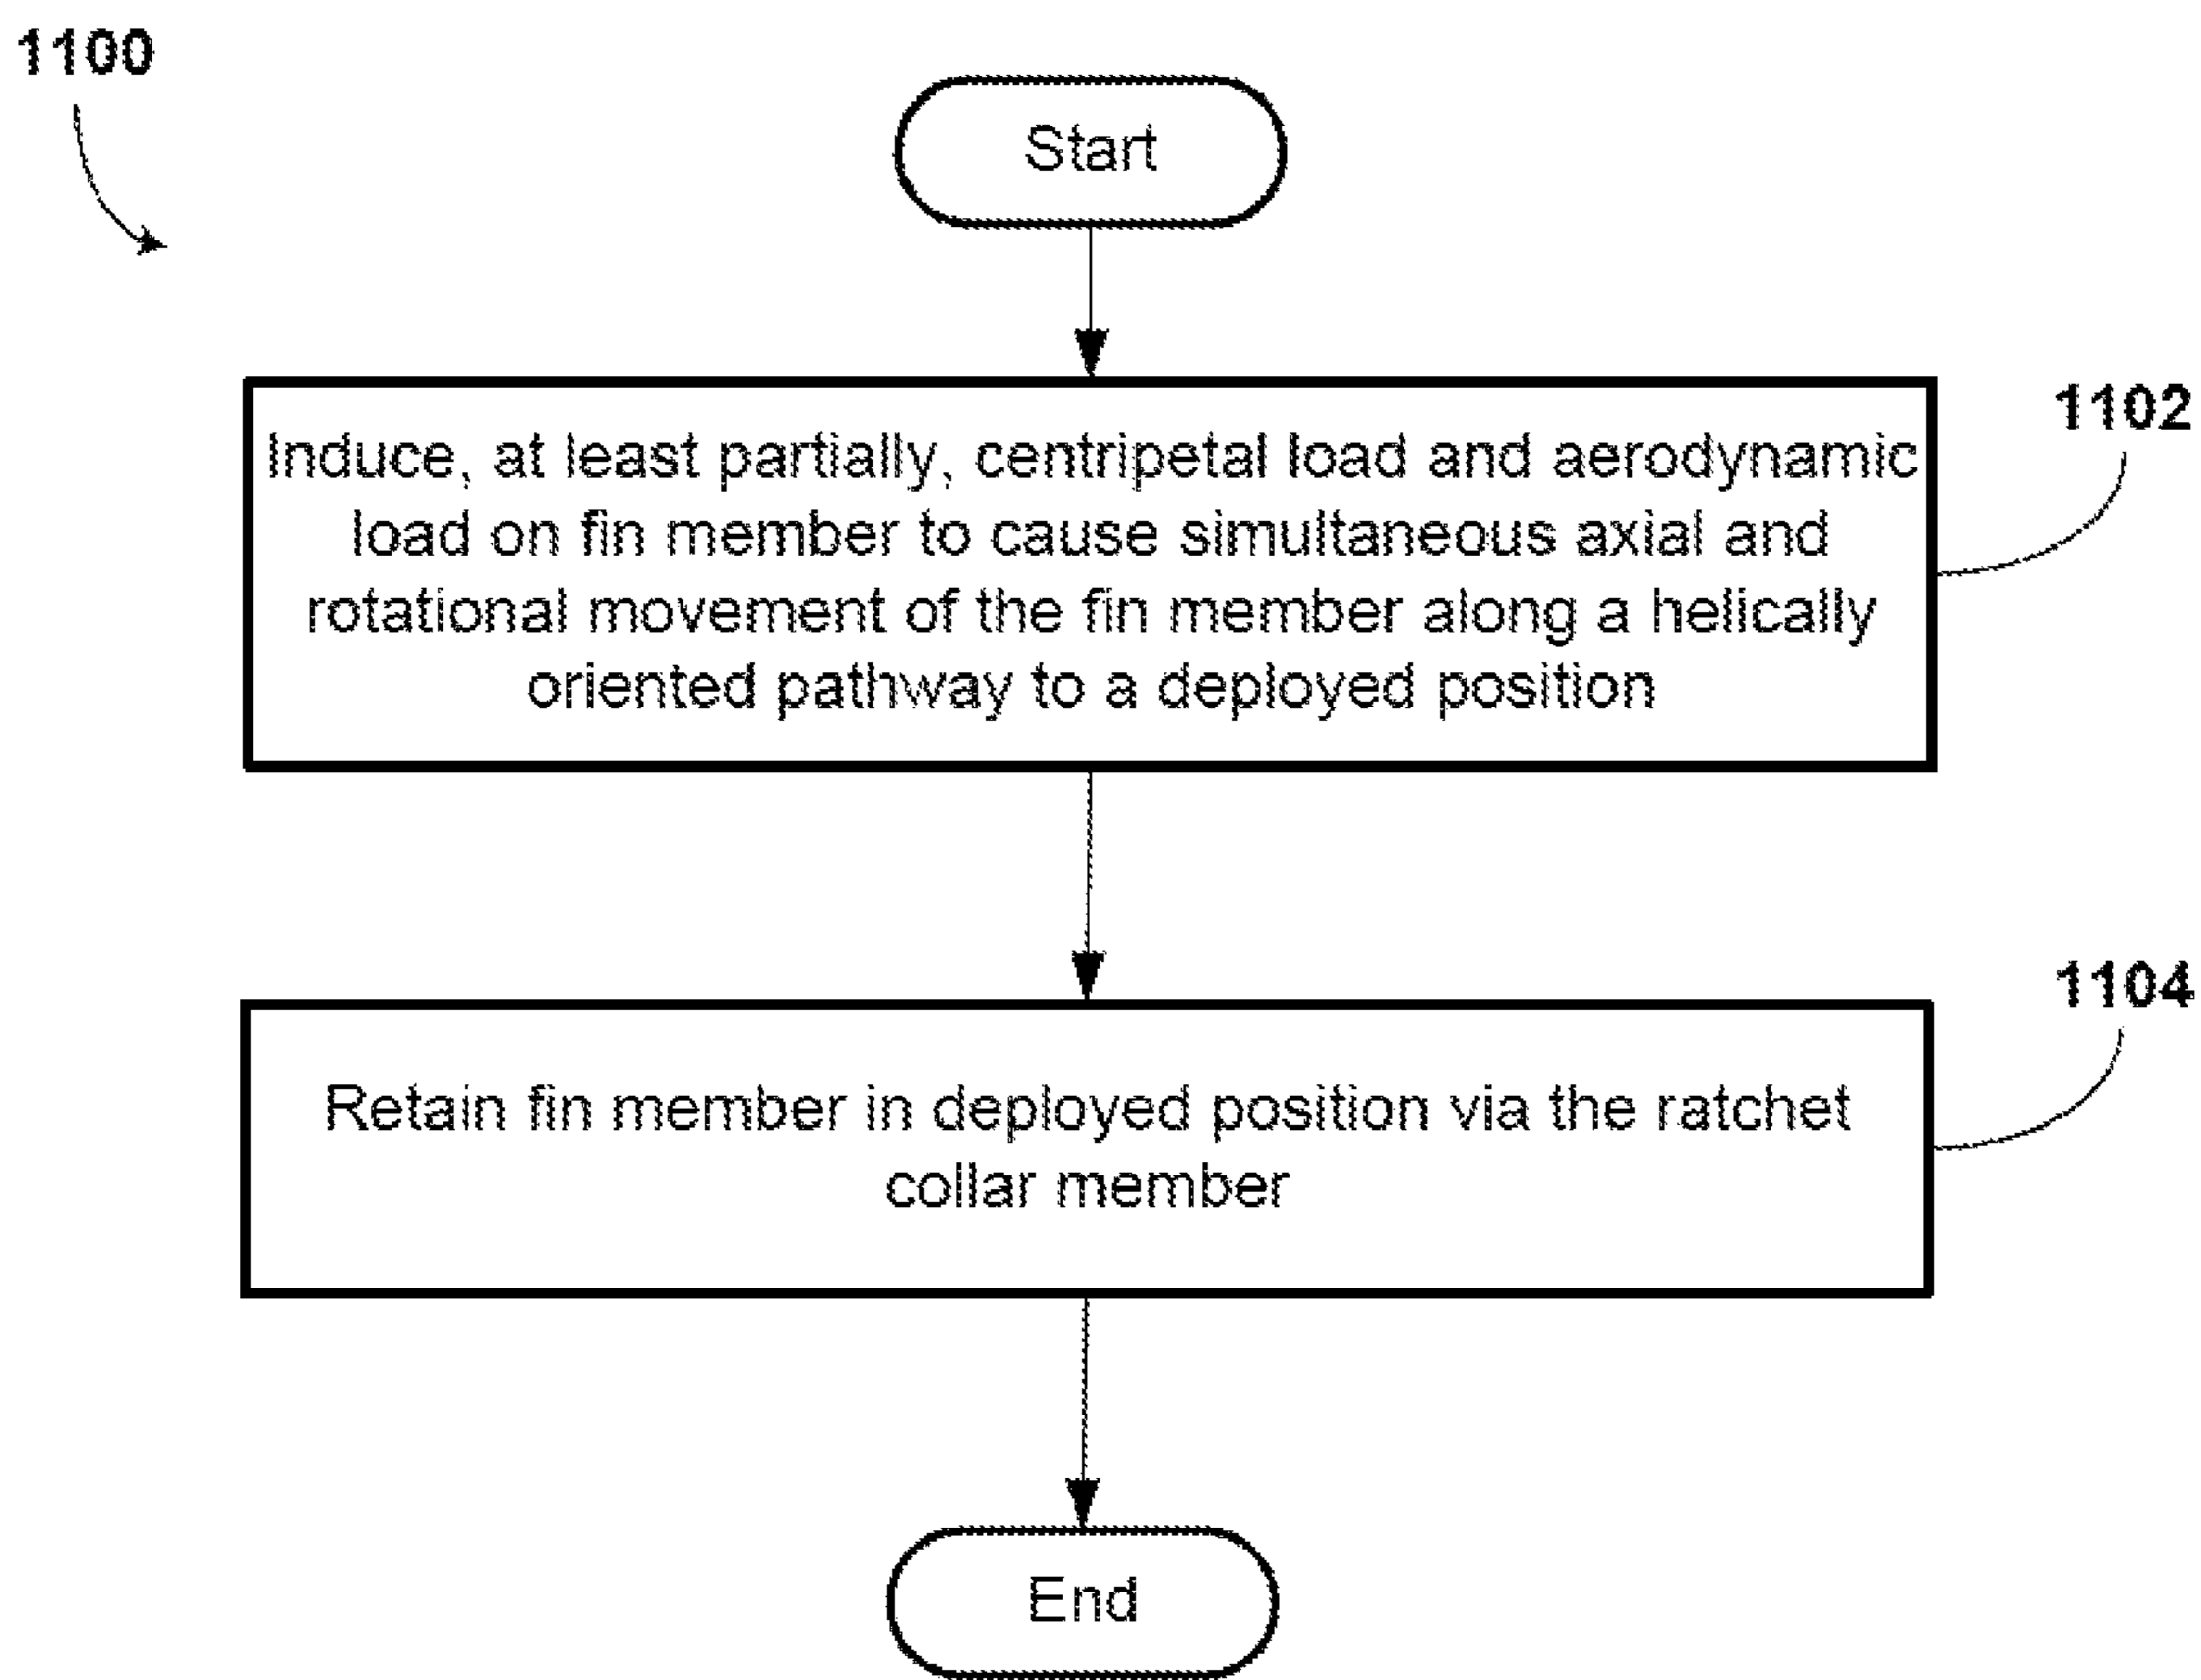 1100
Start
Induce, at least partially, centripetal load and aerodynamic
load on fin member to cause simultaneous axial and
rotational movement of the fin member along a helically
oriented pathway to a deployed position
1102
Retain fin member in deployed position via the ratchet
collar member
1104
End